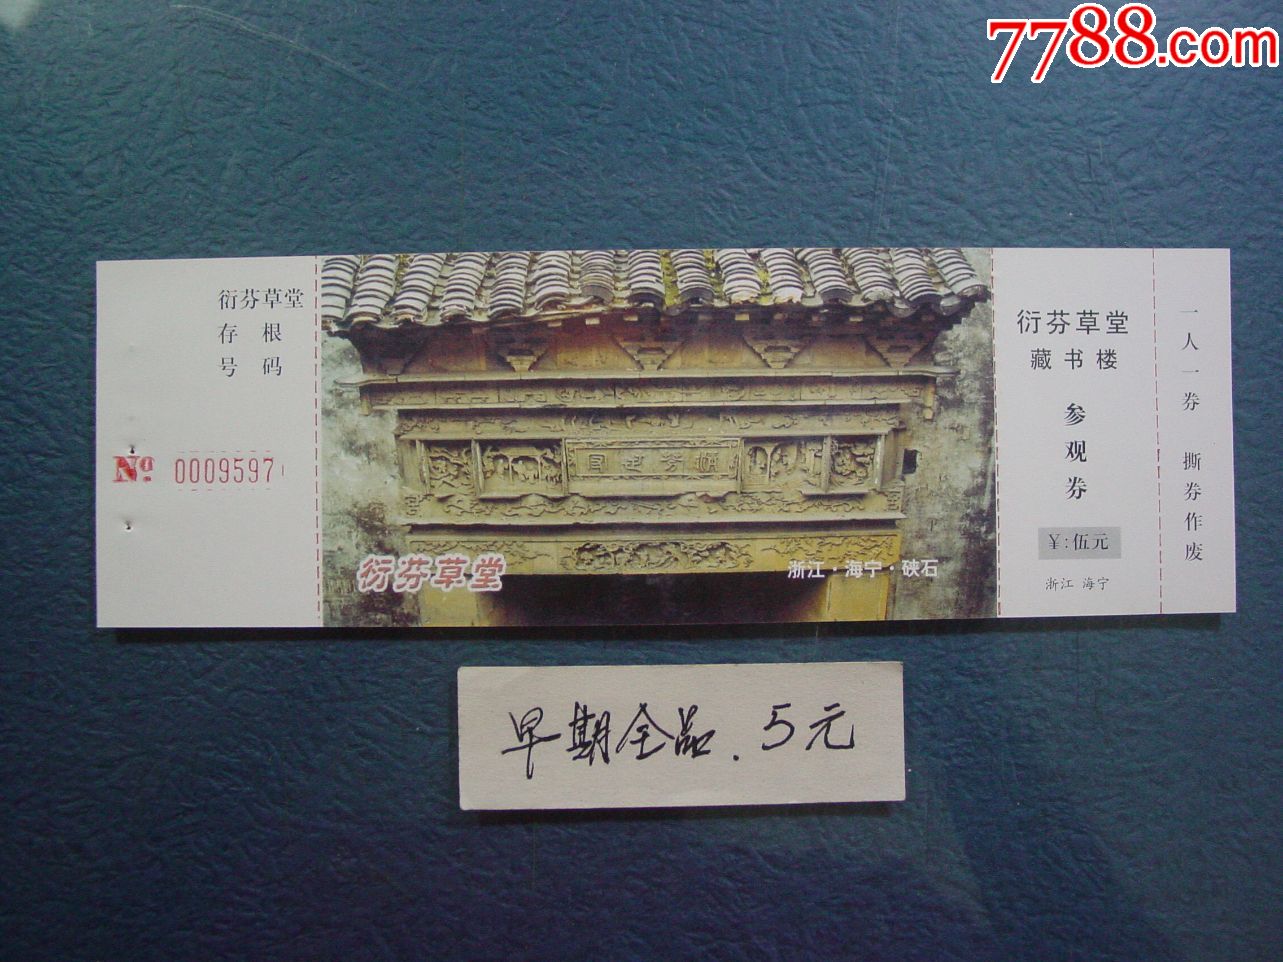 7788.com
衍芬草堂
存 根
号 码
No. 0009597
衍芬草堂
浙江·海宁·硖石
衍芬草堂
藏书楼
参观券
¥:伍元
浙江 海宁
一人一券 撕券作废
早期全品.5元